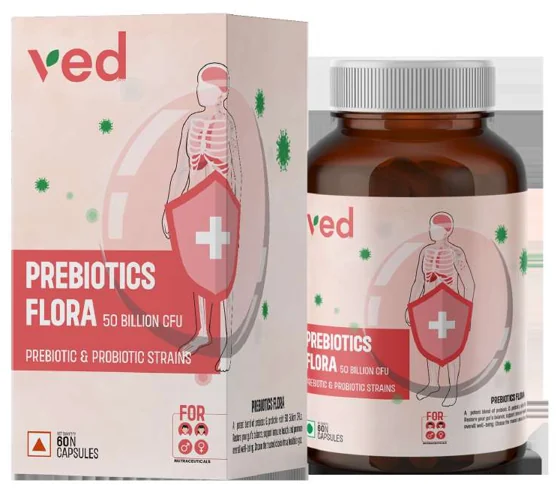 ved
PREBIOTICS
FLORA 50 BILLION CFU
PREBIOTIC & PROBIOTIC STRAINS
60N
CAPSULES
FOR
NUTRACEUTICALS
PREBIOTICS FLORA
ved
PREBIOTICS
FLORA 50 BILLION CFU
PREBIOTIC & PROBIOTIC STRAINS
60N
CAPSULES
FOR
PREBIOTICS FLORA